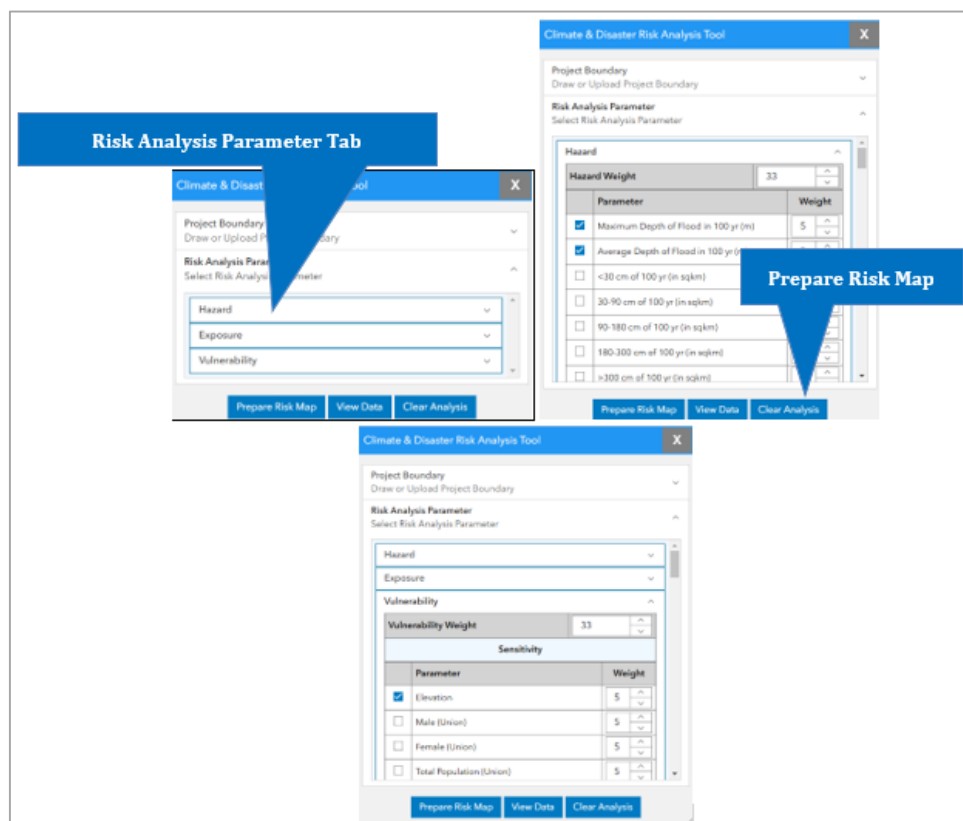 Risk Analysis Parameter Tab
Climate & Disast
ool
X
Project Boundary
Draw or Upload P
dary
Risk Analysis Para
Select Risk Analysi
meter
Hazard
Exposure
Vulnerability
Prepare Risk Map View Data Clear Analysis
Climate & Disaster Risk Analysis Tool X
Project Boundary
Draw or Upload Project Boundary
Risk Analysis Parameter
Select Risk Analysis Parameter
Hazard
Hazard Weight 33
Parameter Weight
Maximum Depth of Flood in 100 yr (m) 5
Average Depth of Flood in 100 yr
<30 cm of 100 yr (in sqkm)
30-90 cm of 100 yr (in sqkm)
90-180 cm of 100 yr (in sqkm)
180-300 cm of 100 yr (in sqkm)
>300 cm of 100 yr (in sqkm)
Prepare Risk Map
Prepare Risk Map View Data Clear Analysis
Climate & Disaster Risk Analysis Tool X
Project Boundary
Draw or Upload Project Boundary
Risk Analysis Parameter
Select Risk Analysis Parameter
Hazard
Exposure
Vulnerability
Vulnerability Weight 33
Sensitivity
Parameter Weight
Elevation 5
Male (Union) 5
Female (Union) 5
Total Population (Union) 5
Prepare Risk Map View Data Clear Analysis